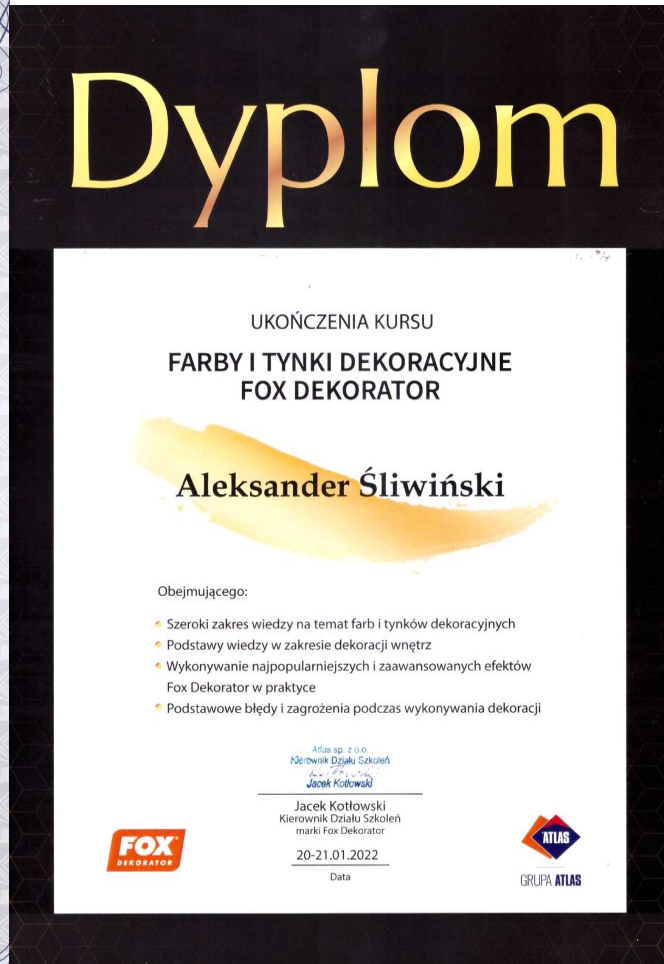 Dyplom
UKOŃCZENIA KURSU
FARBY I TYNKI DEKORACYJNE
FOX DEKORATOR
Aleksander Śliwiński
Obejmującego:
Szeroki zakres wiedzy na temat farb i tynków dekoracyjnych
Podstawy wiedzy w zakresie dekoracji wnętrz
Wykonywanie najpopularniejszych i zaawansowanych efektów
Fox Dekorator w praktyce
Podstawowe błędy i zagrożenia podczas wykonywania dekoracji
Atlas sp. z o.o.
Kierownik Działu Szkoleń
Jacek Kotłowski
Jacek Kotłowski
Kierownik Działu Szkoleń
marki Fox Dekorator
20-21.01.2022
Data
FOX
DEKORATOR
ATLAS
GRUPA ATLAS